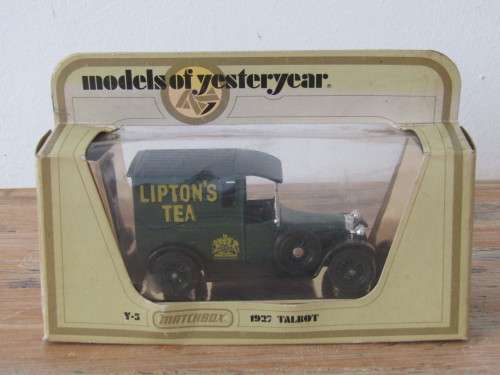 models of yesteryear®
LIPTON'S
TEA
Y-5 MATCHBOX 1927 TALBOT